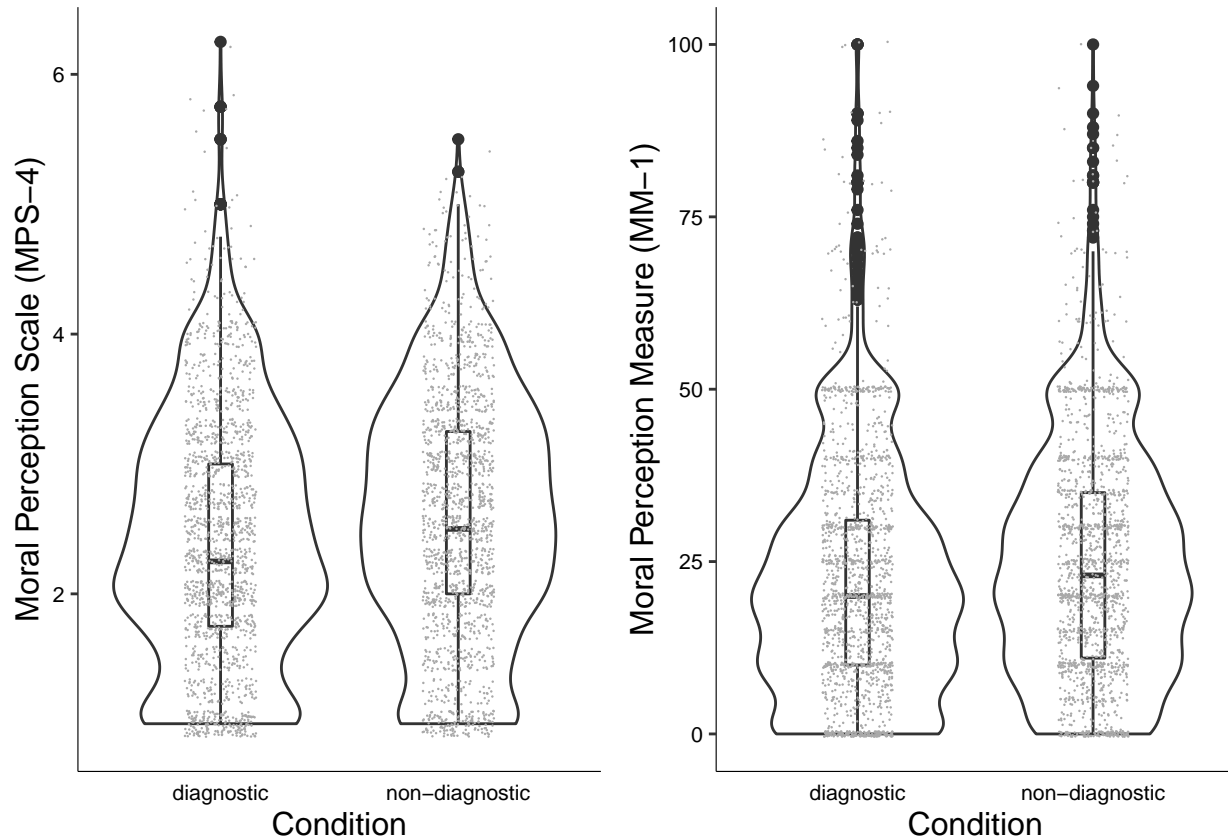 Moral Perception Scale (MPS−4)
6
4
2
diagnostic non−diagnostic
Condition
Moral Perception Measure (MM−1)
100
75
50
25
0
diagnostic non−diagnostic
Condition